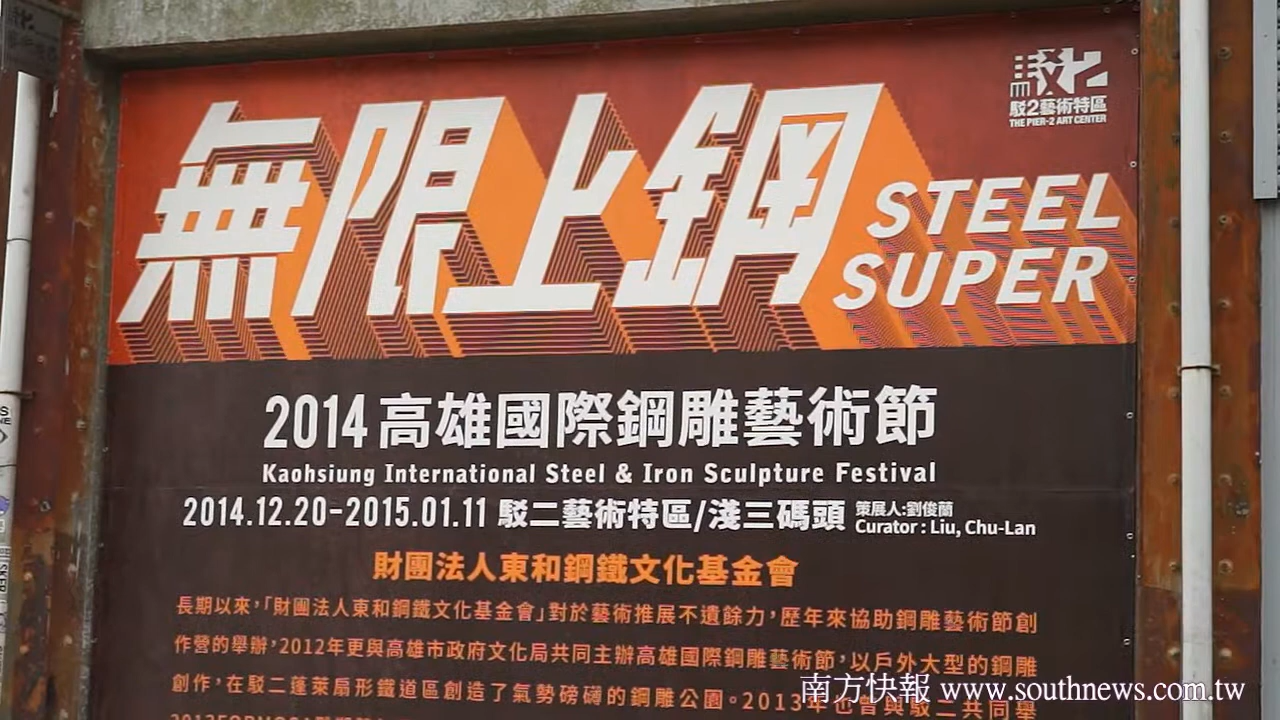 駁二
駁2藝術特區
THE PIER-2 ART CENTER
無限上鋼
STEEL
SUPER
2014高雄國際鋼雕藝術節
Kaohsiung International Steel & Iron Sculpture Festival
2014.12.20-2015.01.11 駁二藝術特區/淺三碼頭 策展人:劉俊蘭
Curator : Liu, Chu-Lan
財團法人東和鋼鐵文化基金會
長期以來，「財團法人東和鋼鐵文化基金會」對於藝術推展不遺餘力，歷年來協助鋼雕藝術節創
作營的舉辦，2012年更與高雄市政府文化局共同主辦高雄國際鋼雕藝術節，以戶外大型的鋼雕
創作，在駁二蓬萊扇形鐵道區創造了氣勢磅礡的鋼雕公園。2013年也曾與駁二共同舉
南方快報 www.southnews.com.tw